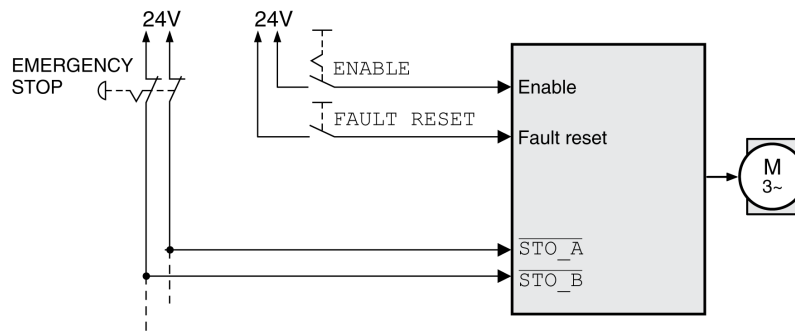 24V
24V
EMERGENCY
STOP
ENABLE
Enable
FAULT RESET
Fault reset
M
3~
STO_A
STO_B